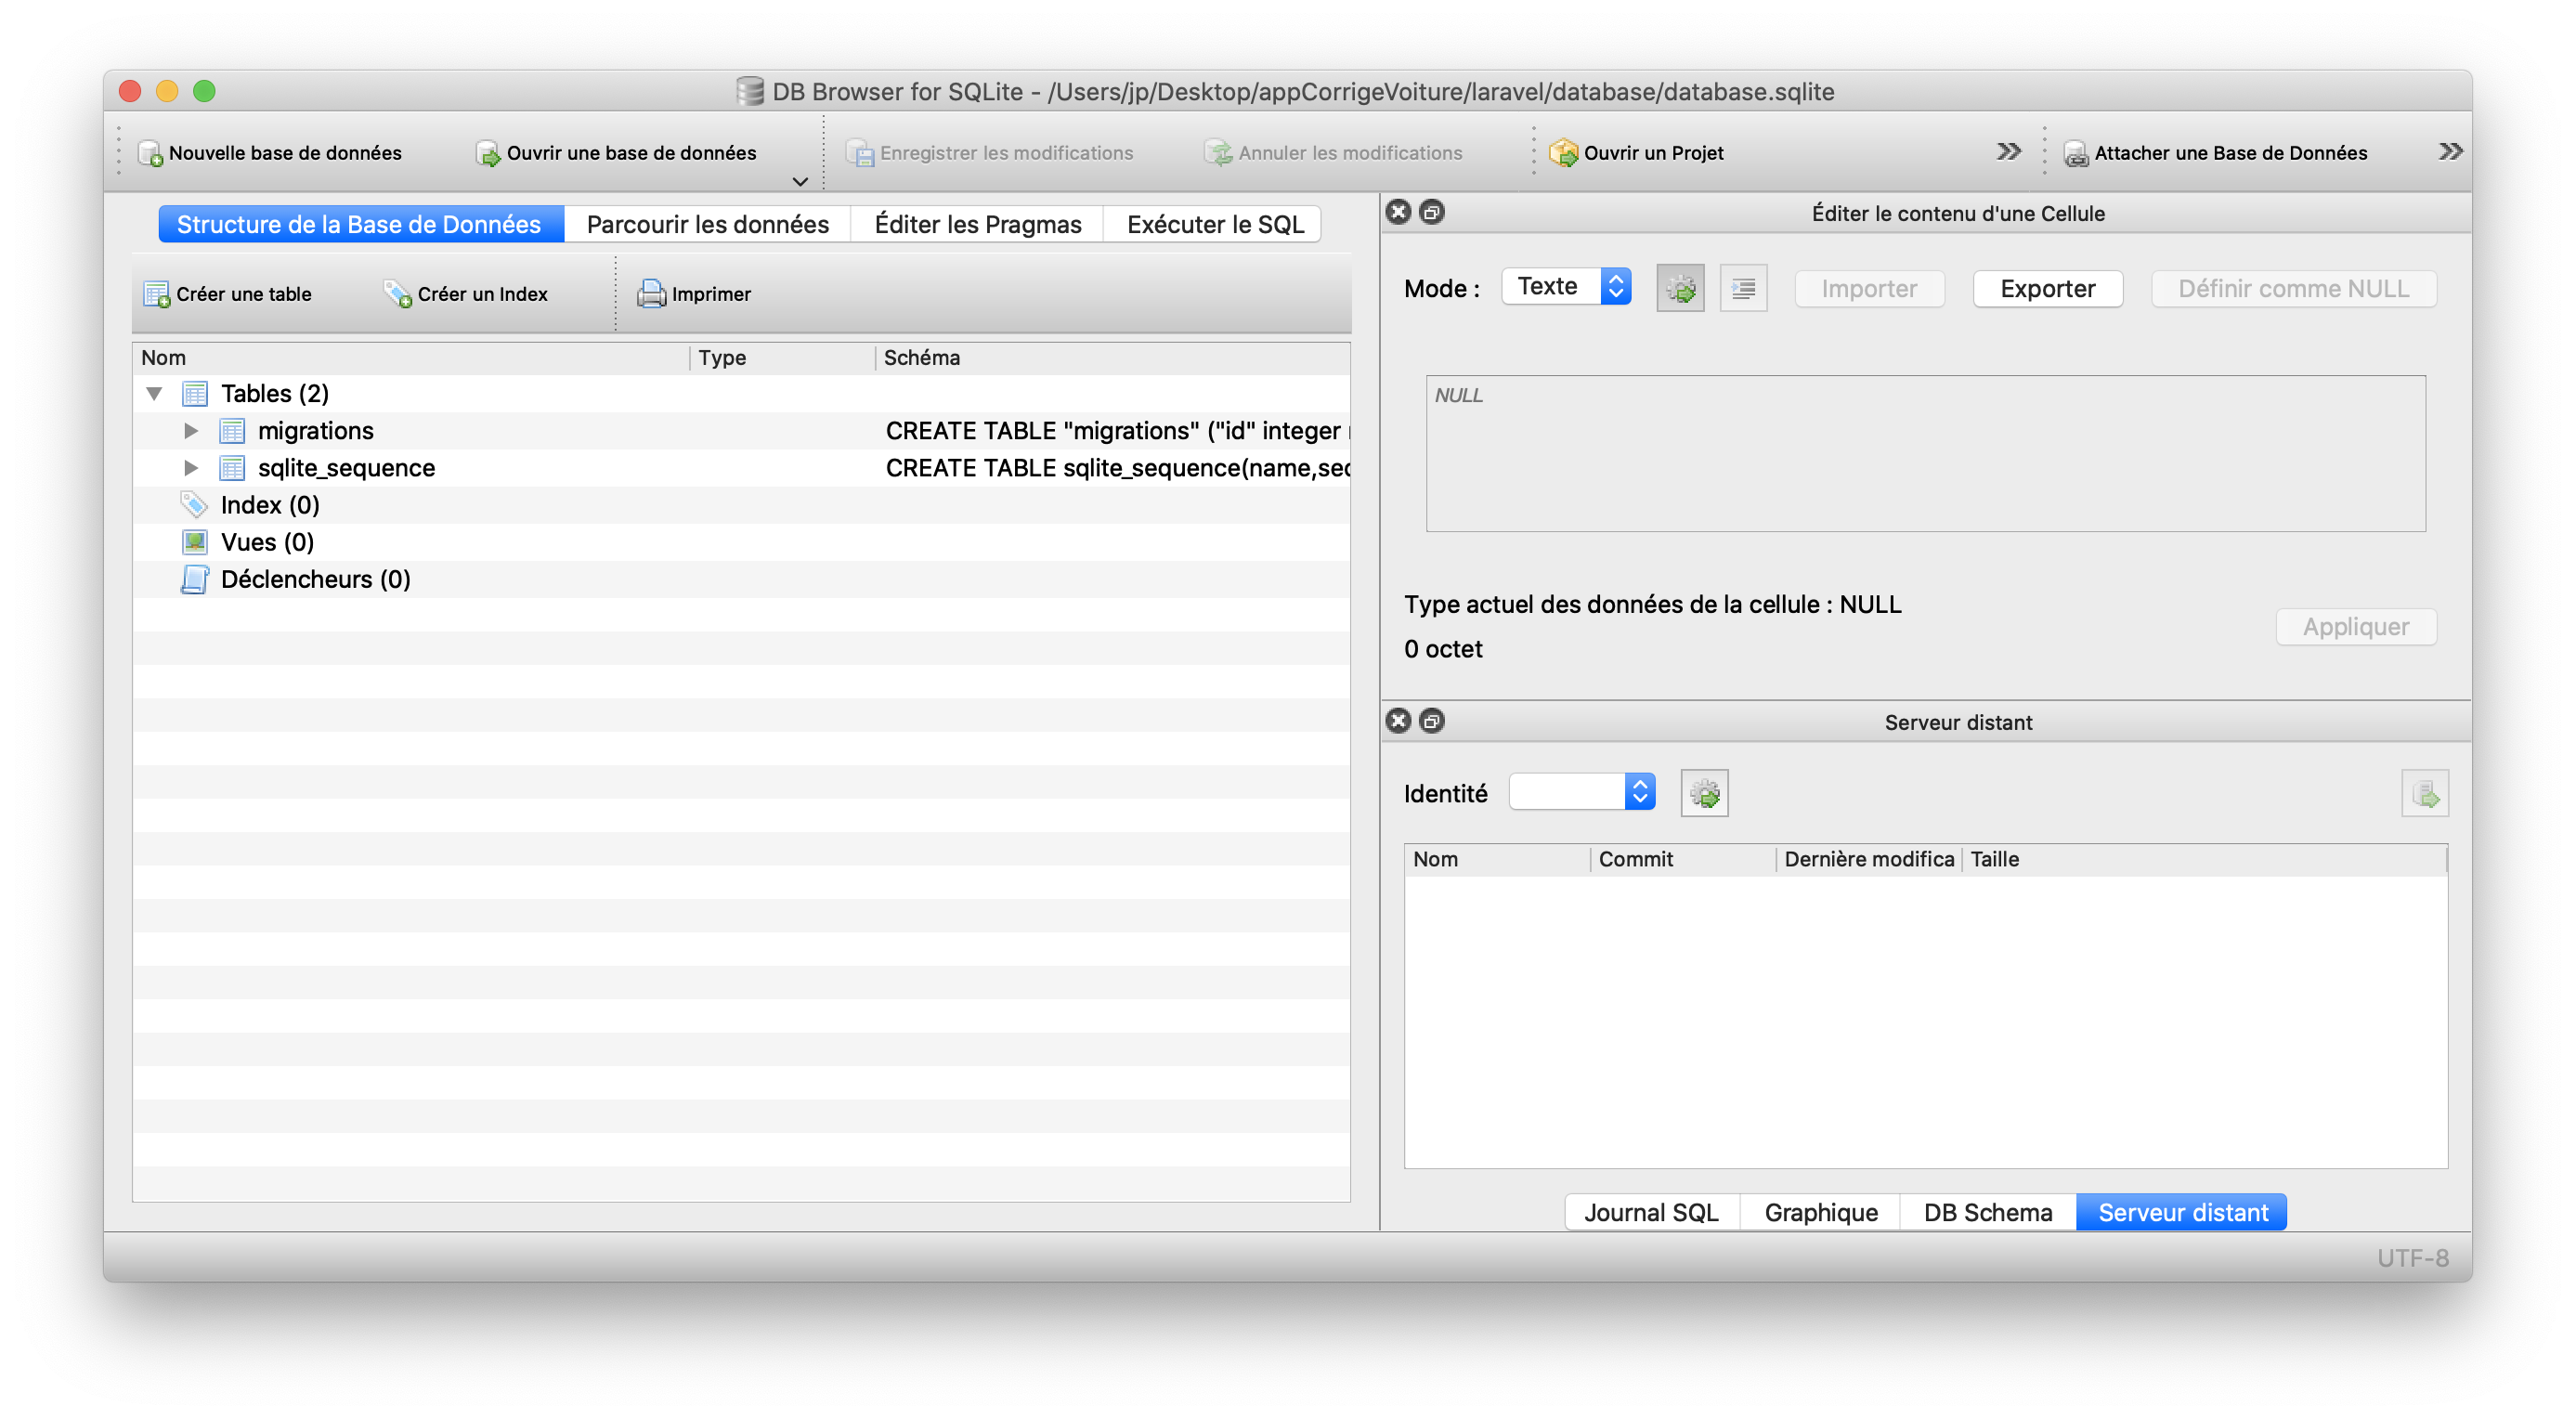 DB Browser for SQLite - /Users/jp/Desktop/appCorrigeVoiture/laravel/database/database.sqlite
Nouvelle base de données Ouvrir une base de données Enregistrer les modifications Annuler les modifications Ouvrir un Projet Attacher une Base de Données
Structure de la Base de Données Parcourir les données Éditer les Pragmas Exécuter le SQL
Créer une table Créer un Index Imprimer
Nom Type Schéma
Tables (2)
migrations CREATE TABLE "migrations" ("id" integer
sqlite_sequence CREATE TABLE sqlite_sequence(name,seq
Index (0)
Vues (0)
Déclencheurs (0)
Éditer le contenu d'une Cellule
Mode : Texte Importer Exporter Définir comme NULL
NULL
Type actuel des données de la cellule : NULL
0 octet
Appliquer
Serveur distant
Identité
Nom Commit Dernière modifica Taille
Journal SQL Graphique DB Schema Serveur distant
UTF-8